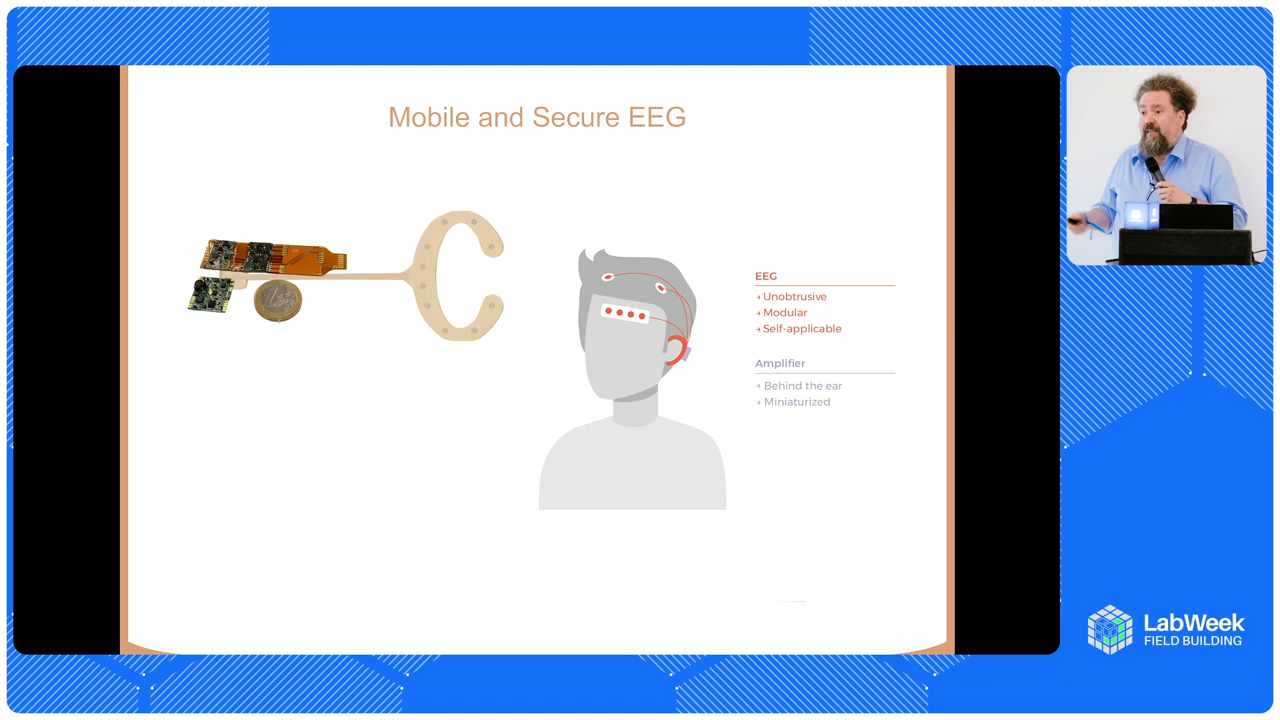 Mobile and Secure EEG
EEG
→ Unobtrusive
→ Modular
→ Self-applicable
Amplifier
→ Behind the ear
→ Miniaturized
LabWeek
FIELD BUILDING